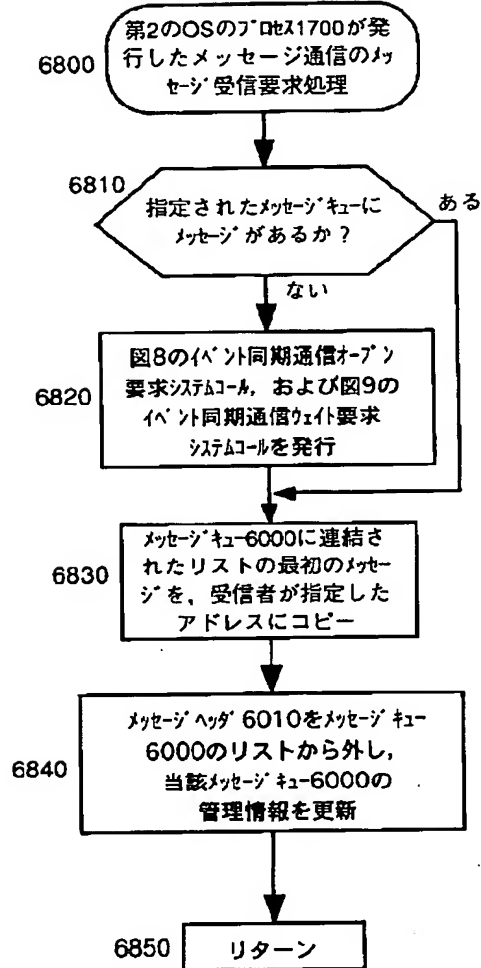 第2のOSのプロセス1700が発
6800
行したメッセージ通信のメッ
セージ受信要求処理
6810
指定されたメッセージキューに
メッセージがあるか？
ある
ない
図8のイベント同期通信オープン
要求システムコール，および図9の
6820
イベント同期通信ウェイト要求
システムコールを発行
メッセージキュー6000に連結さ
れたリストの最初のメッセー
6830
ジを，受信者が指定した
アドレスにコピー
メッセージヘッダ6010をメッセージキュー
6000のリストから外し，
6840
当該メッセージキュー6000の
管理情報を更新
6850
リターン